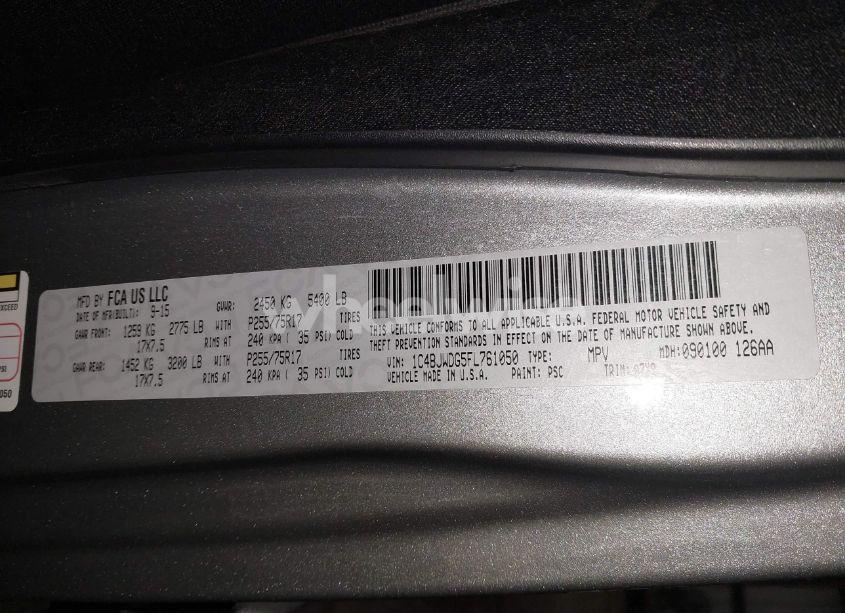 MFD BY FCA US LLC
DATE OF MFR(BUILT): 9-15 GVWR: 2450 KG 5400 LB
GAWR FRONT: 1259 KG 2775 LB WITH P255/75R17 TIRES
17X7.5 RIMS AT 240 KPA ( 35 PSI) COLD
GAWR REAR: 1452 KG 3200 LB WITH P255/75R17 TIRES
17X7.5 RIMS AT 240 KPA ( 35 PSI) COLD
THIS VEHICLE CONFORMS TO ALL APPLICABLE U.S.A. FEDERAL MOTOR VEHICLE SAFETY AND
THEFT PREVENTION STANDARDS IN EFFECT ON THE DATE OF MANUFACTURE SHOWN ABOVE.
VIN: 1C4BJWDG5FL761050 TYPE: MPV MDH: 090100 126AA
VEHICLE MADE IN U.S.A. PAINT: PSC TRIM:
EXCEED
PSI
050